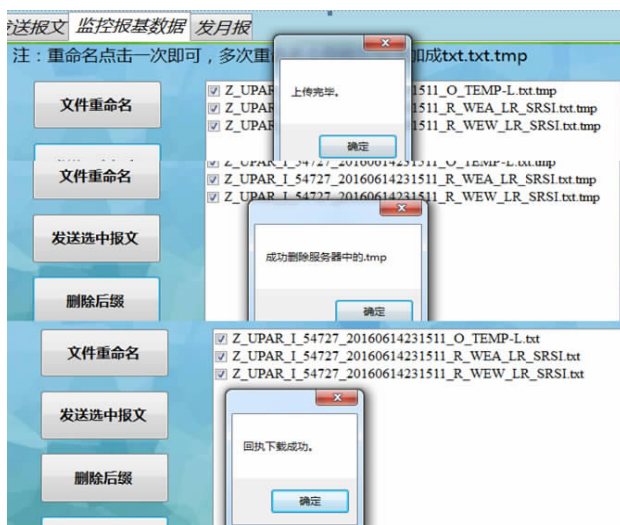 送报文 监控报基数据 发月报
注：重命名点击一次即可，多次重 加成txt.txt.tmp
文件重命名
Z_UPAR 1511_O_TEMP-L.txt.tmp
Z_UPAR 1511_R_WEA_LR_SRSI.txt.tmp
Z_UPAR 1511_R_WEW_LR_SRSI.txt.tmp
上传完毕。
确定
Z_UPAR_I_54727_20160614231511_O_TEMP-L.txt.tmp
Z_UPAR_I_54727_20160614231511_R_WEA_LR_SRSI.txt.tmp
Z_UPAR_I_54727_20160614231511_R_WEW_LR_SRSI.txt.tmp
文件重命名
发送选中报文
删除后缀
成功删除服务器中的.tmp
确定
文件重命名
发送选中报文
删除后缀
Z_UPAR_I_54727_20160614231511_O_TEMP-L.txt
Z_UPAR_I_54727_20160614231511_R_WEA_LR_SRSI.txt
Z_UPAR_I_54727_20160614231511_R_WEW_LR_SRSI.txt
回执下载成功。
确定